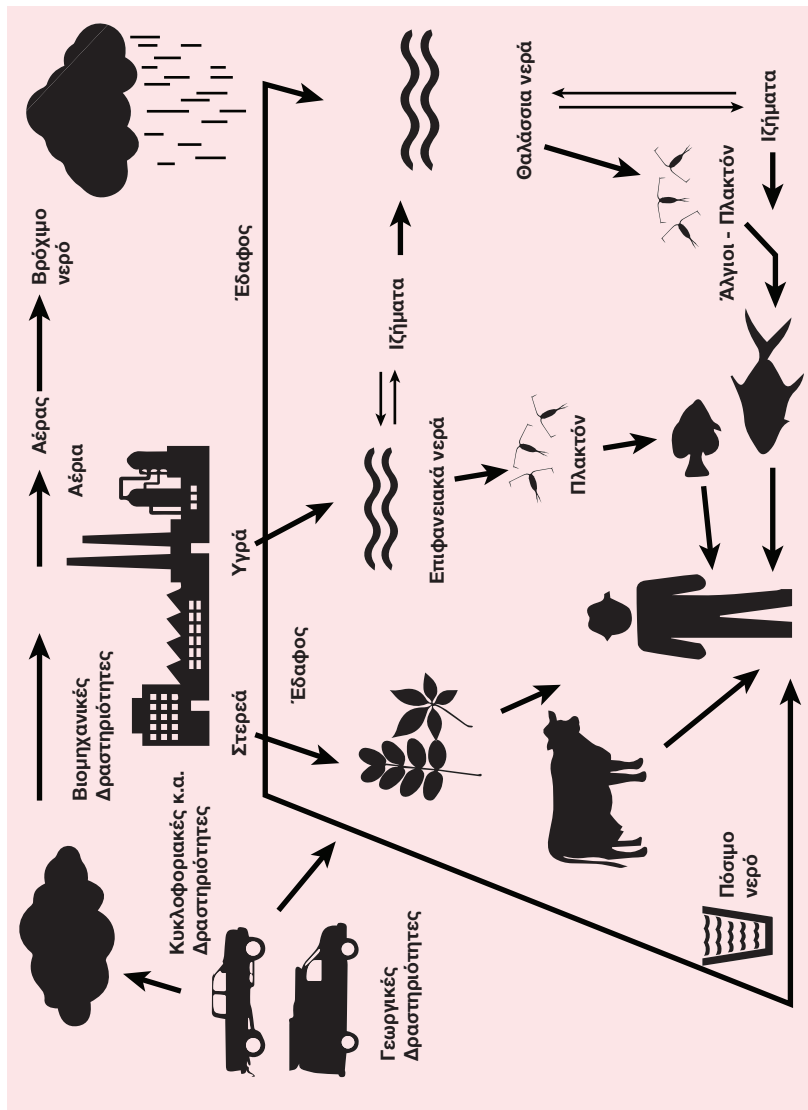 Βρόχιμο
νερό
Αέρας
Αέρια
Βιομηχανικές
Δραστηριότητες
Κυκλοφοριακές κ.α.
Δραστηριότητες
Γεωργικές
Δραστηριότητες
Στερεά
Υγρά
Έδαφος
Έδαφος
Επιφανειακά νερά
Ιζήματα
Θαλάσσια νερά
Ιζήματα
Πλακτόν
Άλγιοι - Πλακτόν
Πόσιμο
νερό